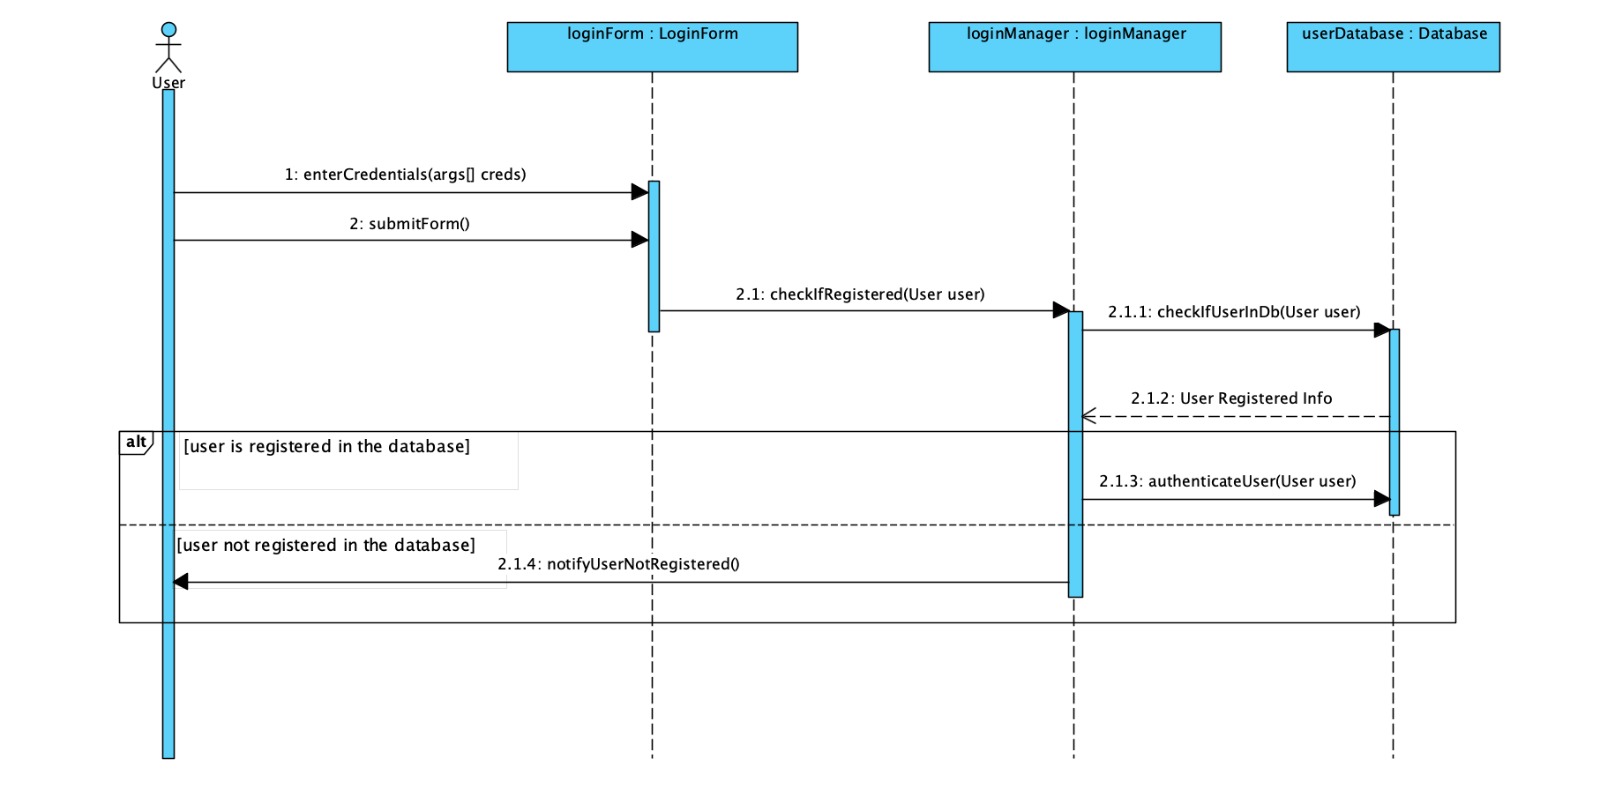 User
loginForm : LoginForm
loginManager : loginManager
userDatabase : Database
1: enterCredentials(args[] creds)
2: submitForm()
2.1: checkIfRegistered(User user)
2.1.1: checkIfUserInDb(User user)
2.1.2: User Registered Info
alt
[user is registered in the database]
2.1.3: authenticateUser(User user)
[user not registered in the database]
2.1.4: notifyUserNotRegistered()